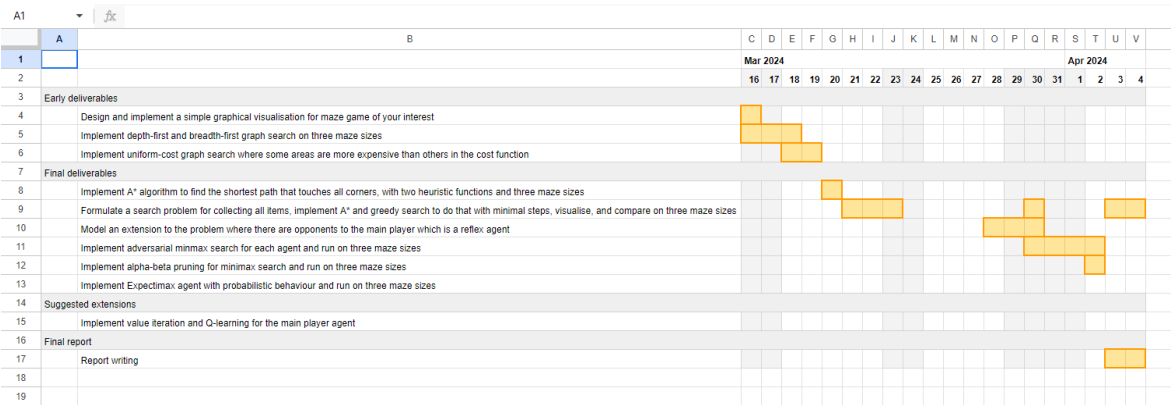 A1 fx
A B C D E F G H I J K L M N O P Q R S T U V
1 Mar 2024 Apr 2024
2 16 17 18 19 20 21 22 23 24 25 26 27 28 29 30 31 1 2 3 4
3 Early deliverables
4 Design and implement a simple graphical visualisation for maze game of your interest
5 Implement depth-first and breadth-first graph search on three maze sizes
6 Implement uniform-cost graph search where some areas are more expensive than others in the cost function
7 Final deliverables
8 Implement A* algorithm to find the shortest path that touches all corners, with two heuristic functions and three maze sizes
9 Formulate a search problem for collecting all items, implement A* and greedy search to do that with minimal steps, visualise, and compare on three maze sizes
10 Model an extension to the problem where there are opponents to the main player which is a reflex agent
11 Implement adversarial minmax search for each agent and run on three maze sizes
12 Implement alpha-beta pruning for minimax search and run on three maze sizes
13 Implement Expectimax agent with probabilistic behaviour and run on three maze sizes
14 Suggested extensions
15 Implement value iteration and Q-learning for the main player agent
16 Final report
17 Report writing
18
19